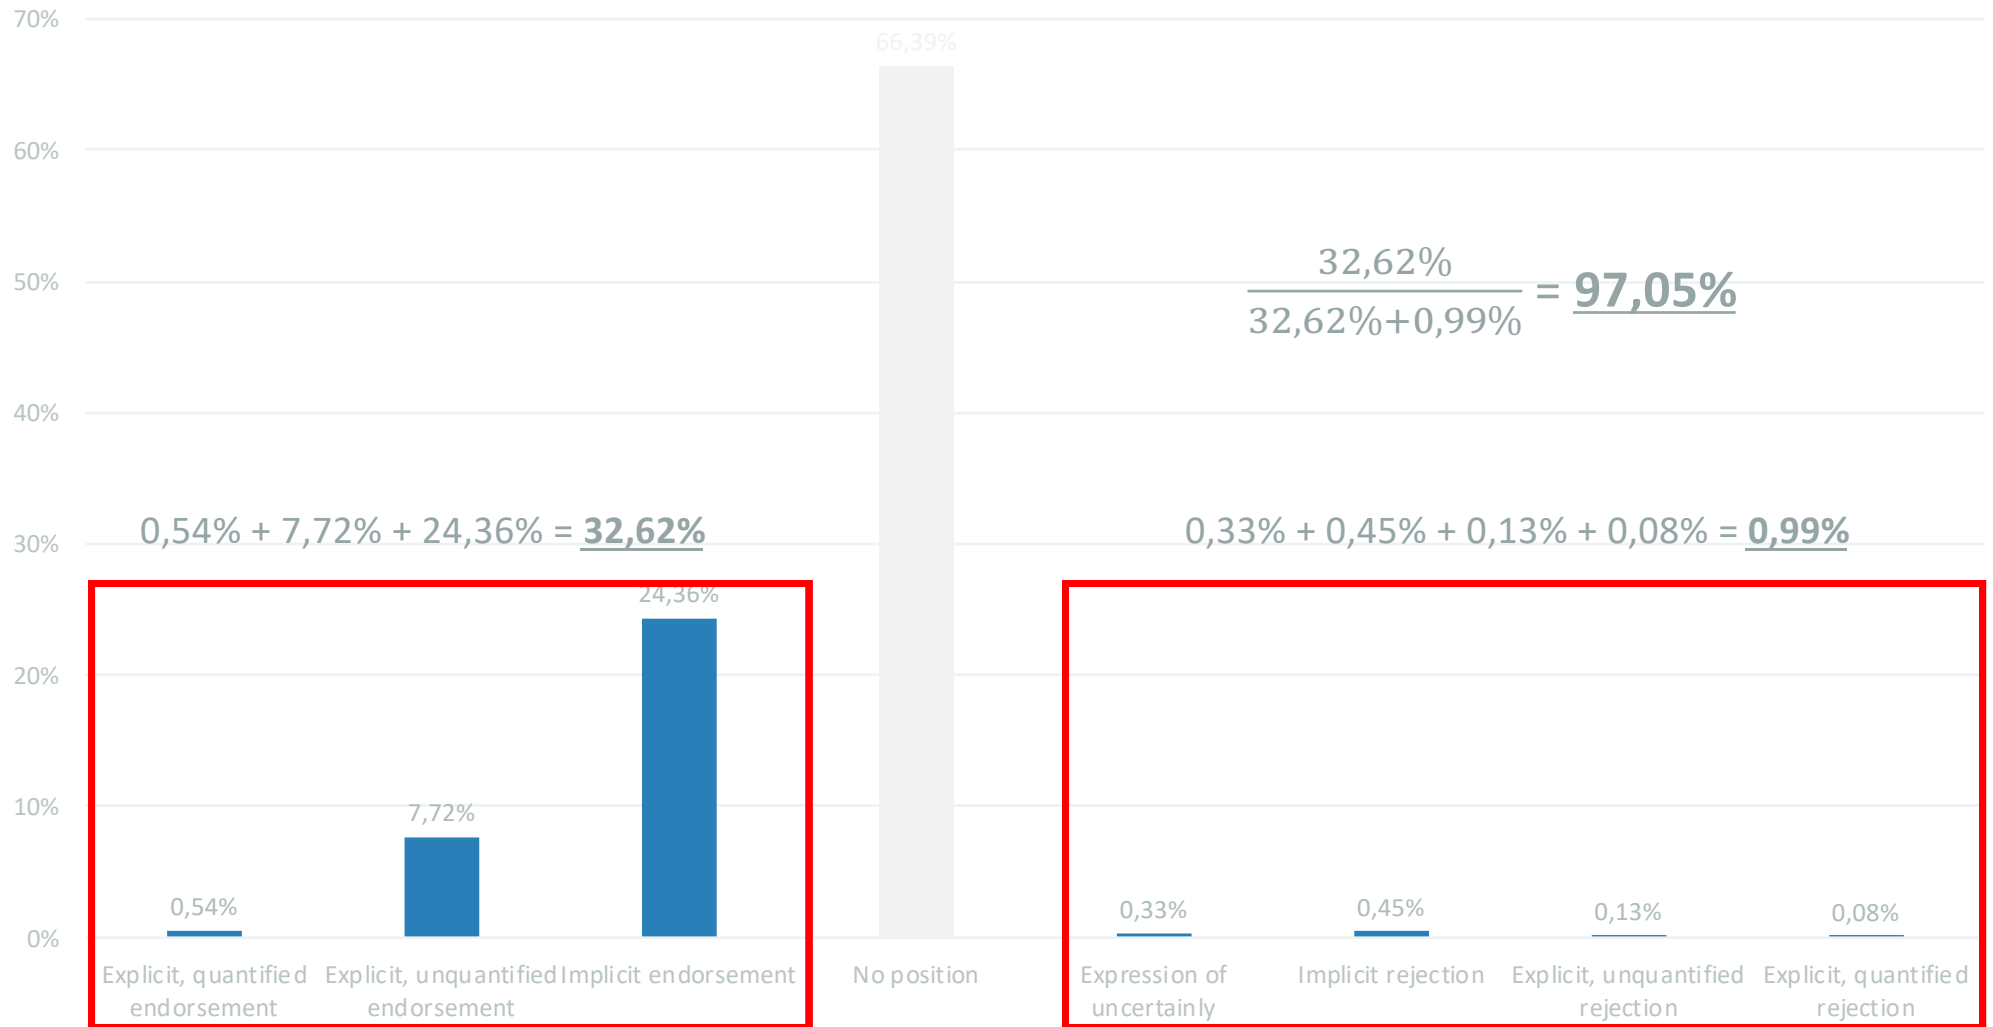 70%
66,39%
60%
50%
32,62%
32,62%+0,99%
= 97,05%
40%
30%
0,54% + 7,72% + 24,36% = 32,62%
0,33% + 0,45% + 0,13% + 0,08% = 0,99%
24,36%
20%
10%
7,72%
0,54%
0,33%
0,45%
0,13%
0,08%
0%
Explicit, quantified
endorsement
Explicit, unquantified
endorsement
Implicit endorsement
No position
Expression of
uncertainly
Implicit rejection
Explicit, unquantified
rejection
Explicit, quantified
rejection